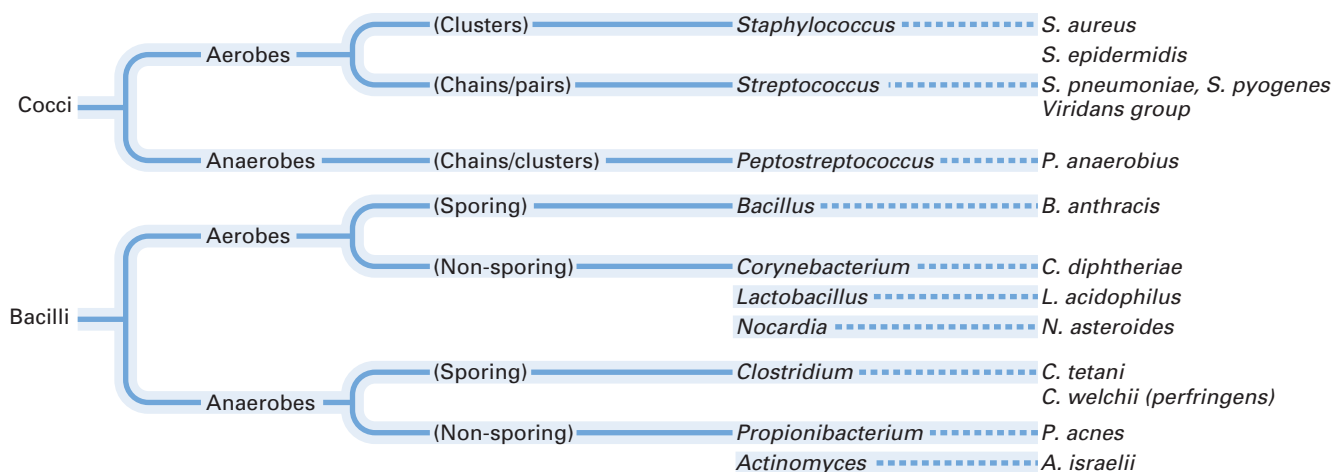 (Clusters) Staphylococcus S. aureus
Aerobes S. epidermidis
(Chains/pairs) Streptococcus S. pneumoniae, S. pyogenes
Cocci Viridans group
Anaerobes (Chains/clusters) Peptostreptococcus P. anaerobius
(Sporing) Bacillus B. anthracis
Aerobes
(Non-sporing) Corynebacterium C. diphtheriae
Lactobacillus L. acidophilus
Bacilli
Nocardia N. asteroides
(Sporing) Clostridium C. tetani
Anaerobes C. welchii (perfringens)
(Non-sporing) Propionibacterium P. acnes
Actinomyces A. israelii